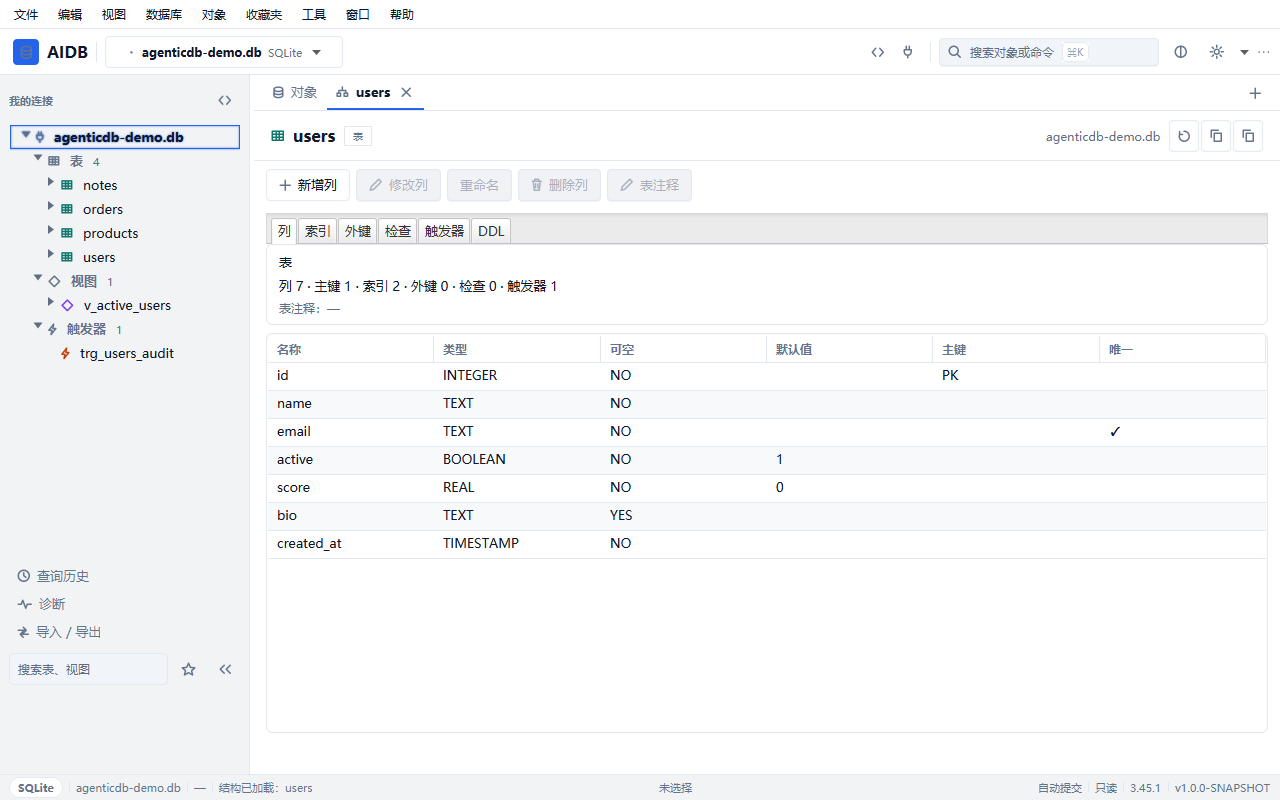 文件 编辑 视图 数据库 对象 收藏夹 工具 窗口 帮助
AIDB · agenticdb-demo.db SQLite 搜索对象或命令 ⌘K ···
我的连接
agenticdb-demo.db
表 4
notes
orders
products
users
视图 1
v_active_users
触发器 1
trg_users_audit
查询历史
诊断
导入 / 导出
搜索表、视图
对象 users
users 表 agenticdb-demo.db
新增列 修改列 重命名 删除列 表注释
列 索引 外键 检查 触发器 DDL
表
列 7 · 主键 1 · 索引 2 · 外键 0 · 检查 0 · 触发器 1
表注释：—
名称 类型 可空 默认值 主键 唯一
id INTEGER NO PK
name TEXT NO
email TEXT NO ✓
active BOOLEAN NO 1
score REAL NO 0
bio TEXT YES
created_at TIMESTAMP NO
SQLite agenticdb-demo.db — 结构已加载：users 未选择 自动提交 只读 3.45.1 v1.0.0-SNAPSHOT